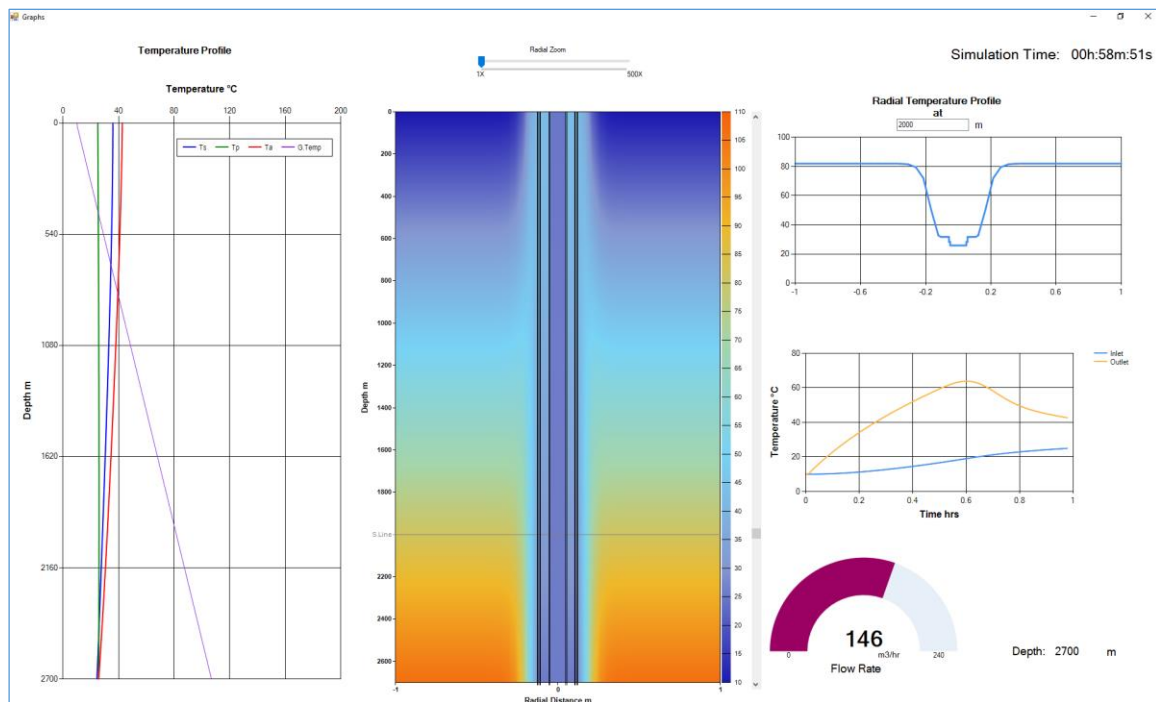 Graphs
Temperature Profile
Temperature °C
0 40 80 120 160 200
Ts Tp Ta G.Temp
Depth m
0
540
1080
1620
2160
2700
Radial Zoom
1X 500X
Depth m
0
200
400
600
800
1000
1200
1400
1600
1800
S.Line
2200
2400
2600
-1 0 1
Radial Distance m
110
105
100
95
90
85
80
75
70
65
60
55
50
45
40
35
30
25
20
15
10
Simulation Time: 00h:58m:51s
Radial Temperature Profile
at
2000 m
100
80
60
40
20
0
-1 -0.6 -0.2 0.2 0.6 1
Inlet
Outlet
Temperature °C
80
60
40
20
0
0 0.2 0.4 0.6 0.8 1
Time hrs
146
m3/hr
0 240
Flow Rate
Depth: 2700 m